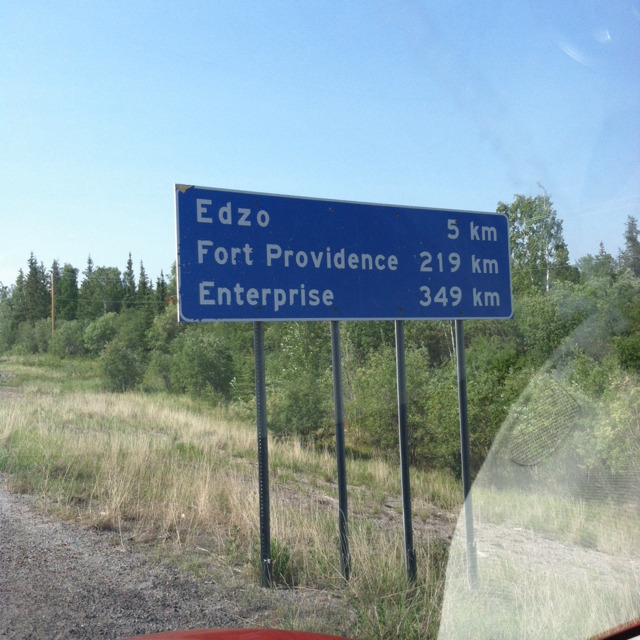 Edzo 5 km
Fort Providence 219 km
Enterprise 349 km